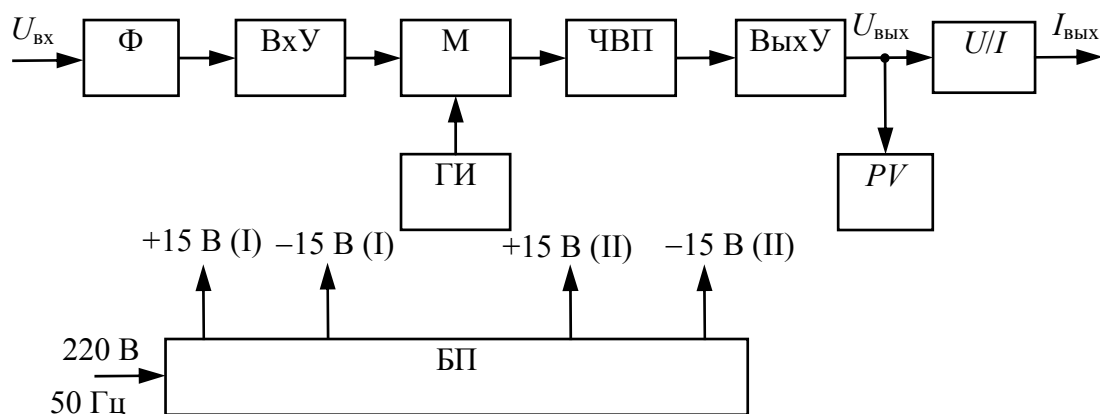 Uвх
Ф
ВхУ
М
ЧВП
ВыхУ
Uвых
U/I
Iвых
ГИ
PV
+15 В (I)
–15 В (I)
+15 В (II)
–15 В (II)
220 В
50 Гц
БП